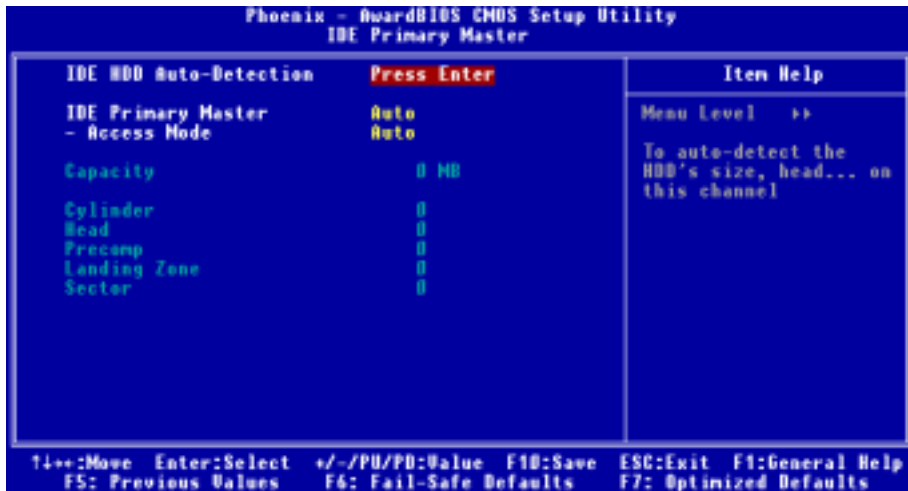 Phoenix - AwardBIOS CMOS Setup Utility
IDE Primary Master
IDE HDD Auto-Detection Press Enter
IDE Primary Master Auto
- Access Mode Auto
Capacity 0 MB
Cylinder 0
Head 0
Precomp 0
Landing Zone 0
Sector 0
Item Help
Menu Level ▸▸
To auto-detect the
HDD's size, head... on
this channel
↑↓→←:Move Enter:Select +/-/PU/PD:Value F10:Save ESC:Exit F1:General Help
F5: Previous Values F6: Fail-Safe Defaults F7: Optimized Defaults